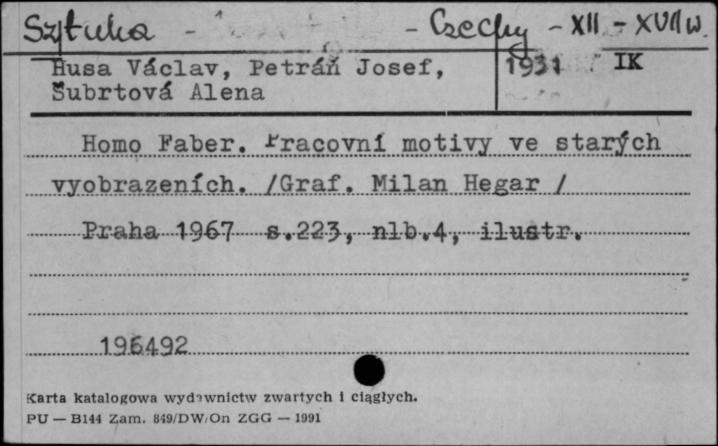 Sztuka - - Czechy - XII - XVII w.
Husa Václav, Petráň Josef, 1931 IK
Šubrtová Alena
Homo Faber. Pracovní motivy ve starých
vyobrazeních. /Graf. Milan Hegar /
Praha 1967 s.223, nlb.4, ilustr.
196492
Karta katalogowa wydawnictw zwartych i ciągłych.
PU — B144 Zam. 849/DW/On ZGG — 1991